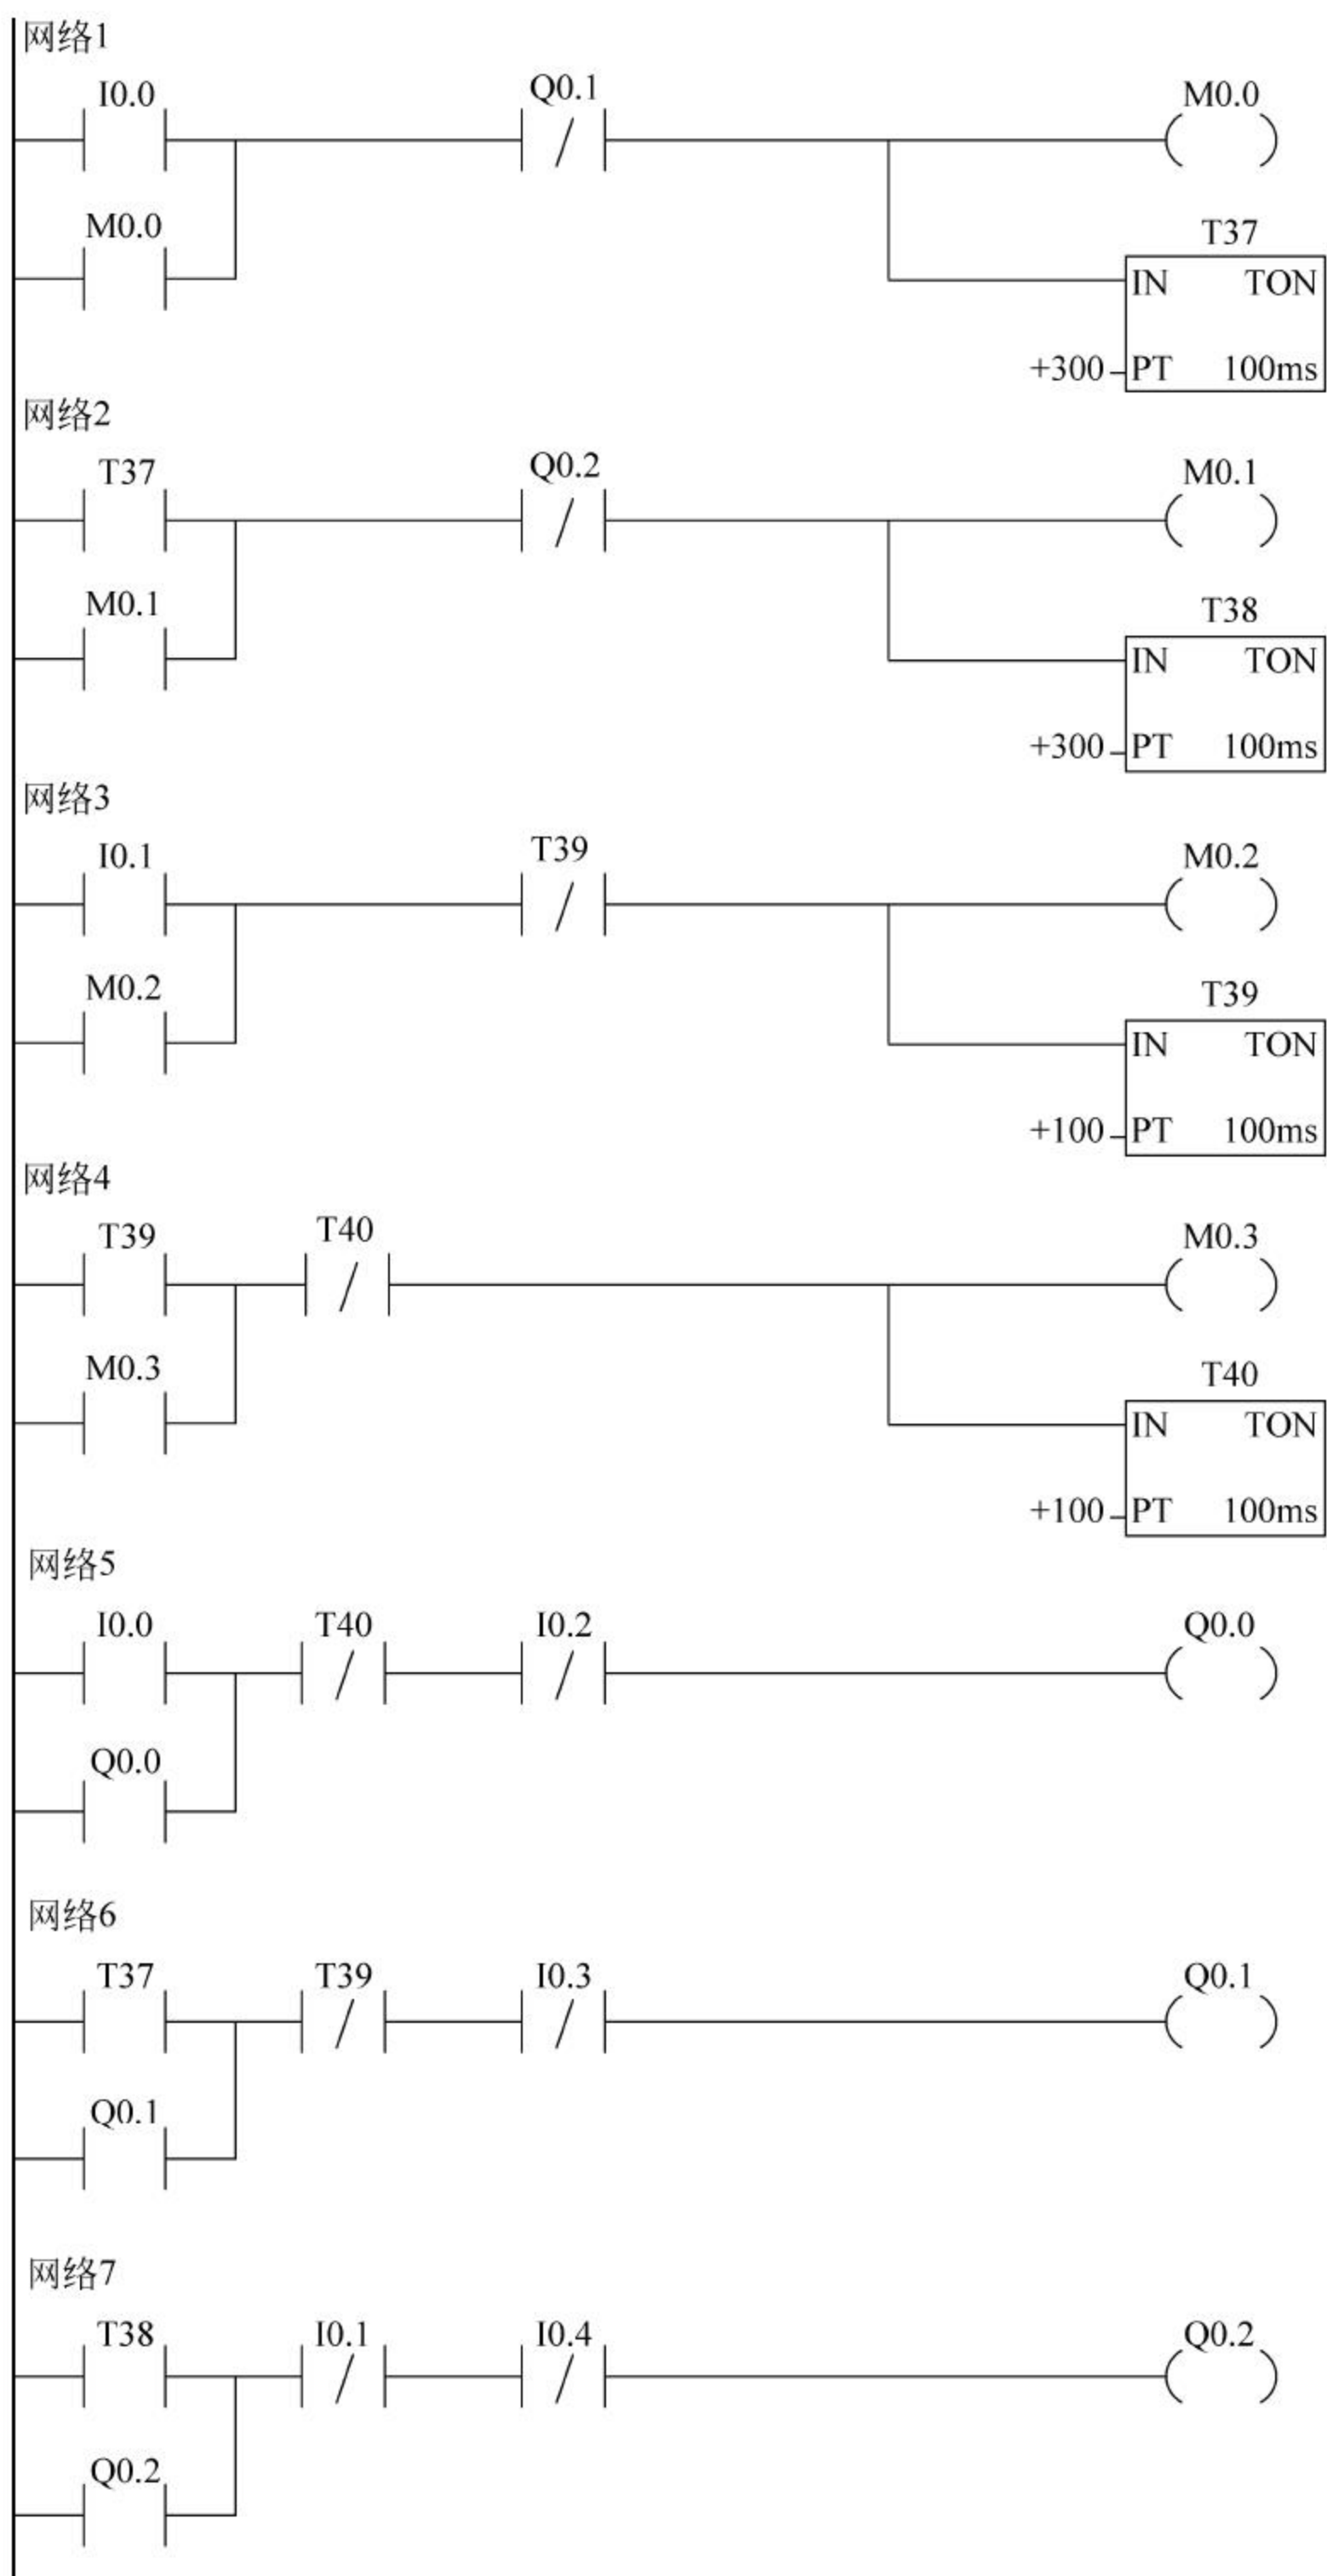 网络1
I0.0 Q0.1 M0.0
M0.0
T37
IN TON
+300 PT 100ms
网络2
T37 Q0.2 M0.1
M0.1
T38
IN TON
+300 PT 100ms
网络3
I0.1 T39 M0.2
M0.2
T39
IN TON
+100 PT 100ms
网络4
T39 T40 M0.3
M0.3
T40
IN TON
+100 PT 100ms
网络5
I0.0 T40 I0.2 Q0.0
Q0.0
网络6
T37 T39 I0.3 Q0.1
Q0.1
网络7
T38 I0.1 I0.4 Q0.2
Q0.2